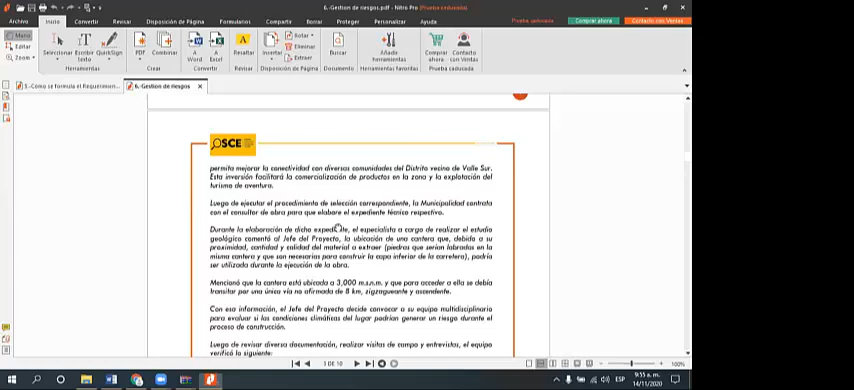 6.-Gestion de riesgos.pdf - Nitro Pro (Prueba caducada)
Archivo Inicio Convertir Revisar Disposición de Página Formularios Compartir Borrar Proteger Personalizar Ayuda
Prueba caducada Comprar ahora Contacto con Ventas
Mano Editar Zoom
Seleccionar Escribir texto QuickSign
PDF Combinar
A Word A Excel
Resaltar
Insertar Rotar Eliminar Extraer
Buscar
Añadir herramientas
Comprar ahora Contacto con Ventas
Herramientas Crear Convertir Revisar Disposición de Página Documento Herramientas favoritas Prueba caducada
3.-Como se formula el Requerimien...
6.-Gestion de riesgos
OSCE
permita mejorar la conectividad con diversas comunidades del Distrito vecino de Valle Sur.
Esta inversión facilitará la comercialización de productos en la zona y la explotación del
turismo de aventura.
Luego de ejecutar el procedimiento de selección correspondiente, la Municipalidad contrata
con el consultor de obra para que elabore el expediente técnico respectivo.
Durante la elaboración de dicho expediente, el especialista a cargo de realizar el estudio
geológico comentó al Jefe del Proyecto, la ubicación de una cantera que, debido a su
proximidad, cantidad y calidad del material a extraer (piedras que serían labradas en la
misma cantera y que son necesarias para construir la capa inferior de la carretera), podría
ser utilizada durante la ejecución de la obra.
Mencionó que la cantera está ubicada a 3,000 m.s.n.m. y que para acceder a ella se debía
transitar por una única vía no afirmada de 8 km, zigzagueante y ascendente.
Con esa información, el Jefe del Proyecto decide convocar a su equipo multidisciplinario
para evaluar si las condiciones climáticas del lugar podrían generar un riesgo durante el
proceso de construcción.
Luego de revisar diversa documentación, realizar visitas de campo y entrevistas, el equipo
verificó lo siguiente:
3 DE 10
100%
ESP
9:55 a. m.
14/11/2020